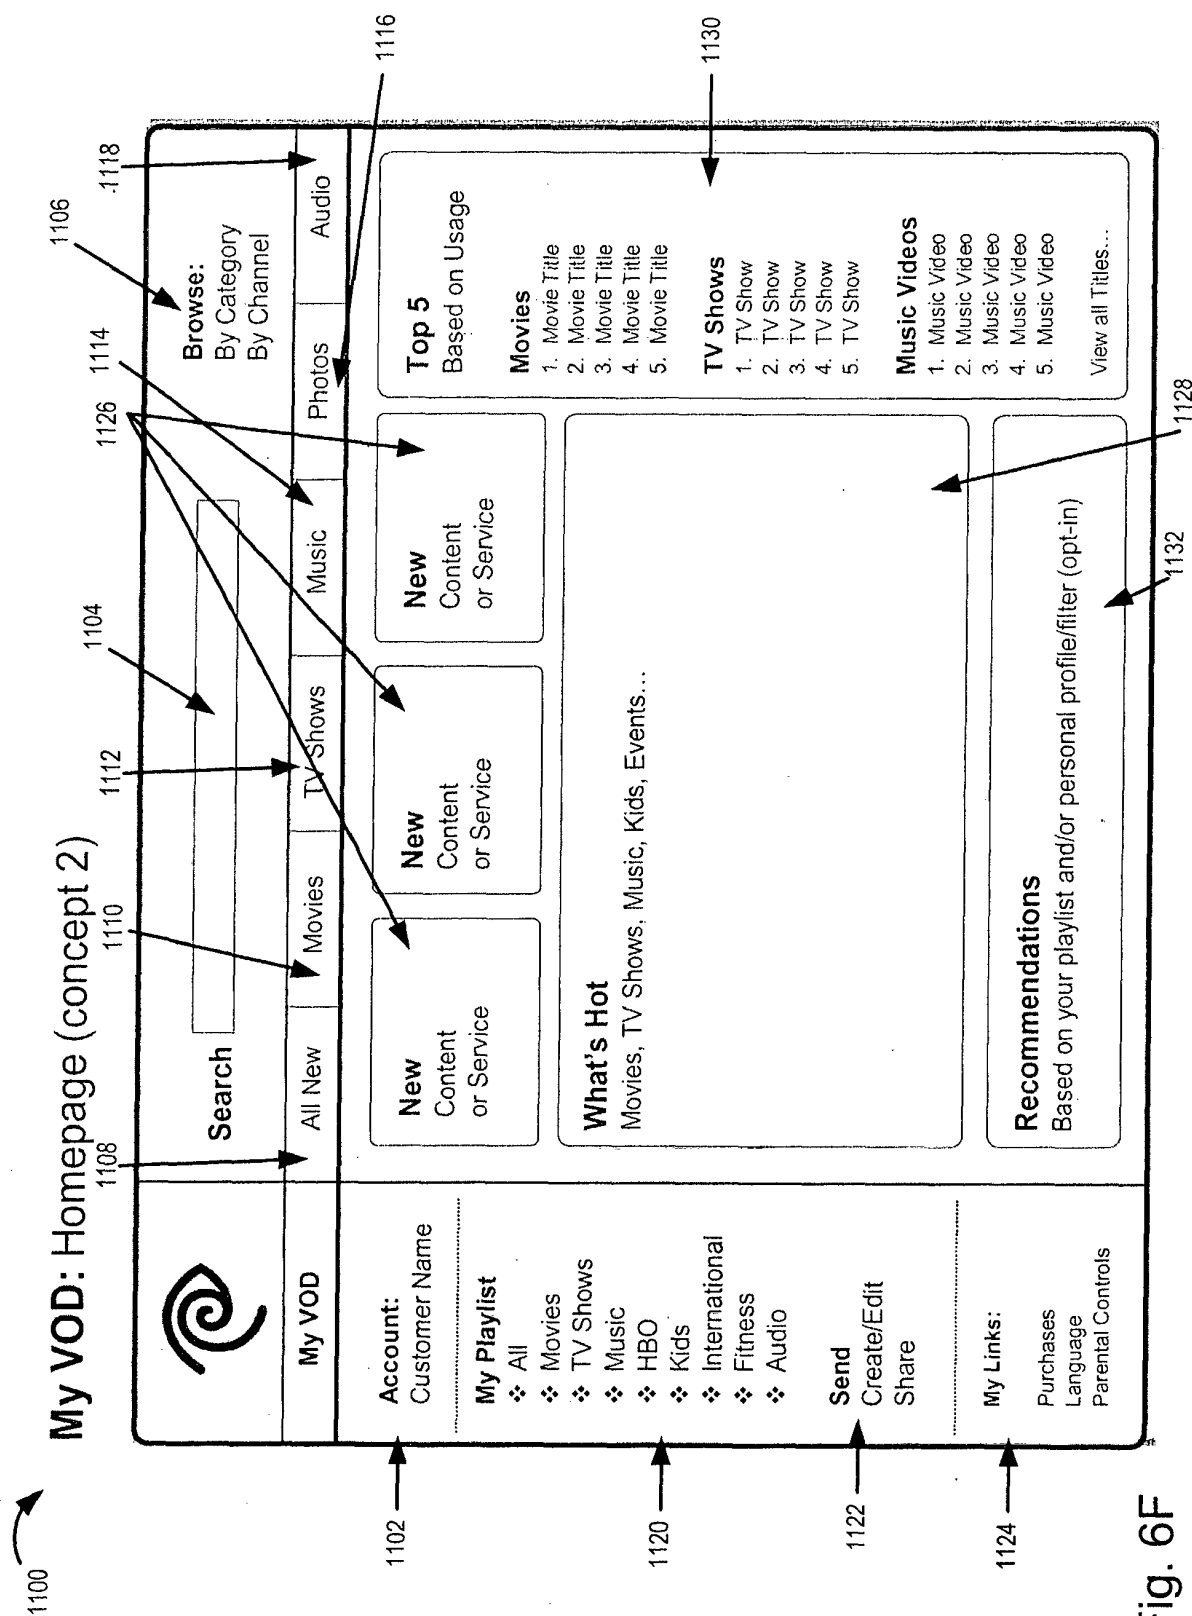 1100
My VOD: Homepage (concept 2)
1108
1110
1112
1104
1126
1114
1106
1118
1116
Search
Browse:
By Category
By Channel
My VOD
All New
Movies
TV Shows
Music
Photos
Audio
1102
Account:
Customer Name
1120
My Playlist
❖ All
❖ Movies
❖ TV Shows
❖ Music
❖ HBO
❖ Kids
❖ International
❖ Fitness
❖ Audio
1122
Send
Create/Edit
Share
1124
My Links:
Purchases
Language
Parental Controls
New
Content
or Service
New
Content
or Service
New
Content
or Service
What's Hot
Movies, TV Shows, Music, Kids, Events...
1128
Recommendations
Based on your playlist and/or personal profile/filter (opt-in)
1132
Top 5
Based on Usage
1130
Movies
1. Movie Title
2. Movie Title
3. Movie Title
4. Movie Title
5. Movie Title
TV Shows
1. TV Show
2. TV Show
3. TV Show
4. TV Show
5. TV Show
Music Videos
1. Music Video
2. Music Video
3. Music Video
4. Music Video
5. Music Video
View all Titles...
Fig. 6F